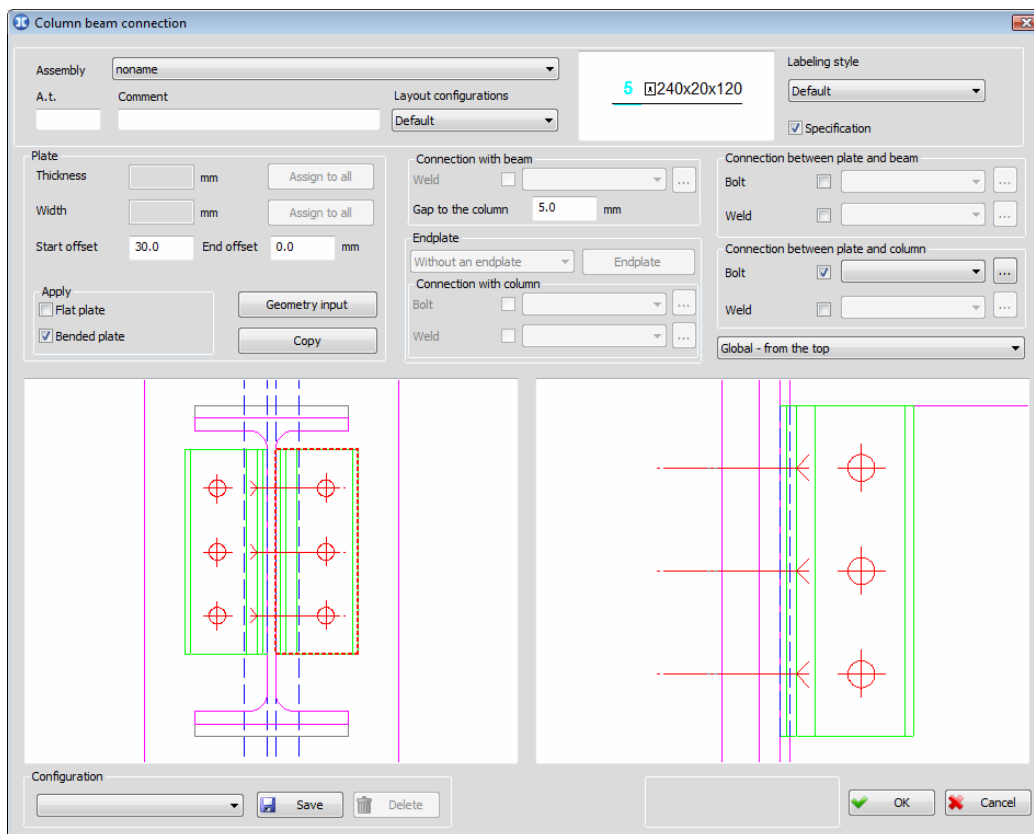 Column beam connection
Assembly
noname
A.t.
Comment
Layout configurations
Default
5 A 240x20x120
Labeling style
Default
Specification
Plate
Thickness
mm
Assign to all
Width
mm
Assign to all
Start offset
30.0
End offset
0.0
mm
Apply
Flat plate
Bended plate
Geometry input
Copy
Connection with beam
Weld
...
Gap to the column
5.0
mm
Endplate
Without an endplate
Endplate
Connection with column
Bolt
...
Weld
...
Connection between plate and beam
Bolt
...
Weld
...
Connection between plate and column
Bolt
...
Weld
...
Global - from the top
Configuration
Save
Delete
OK
Cancel